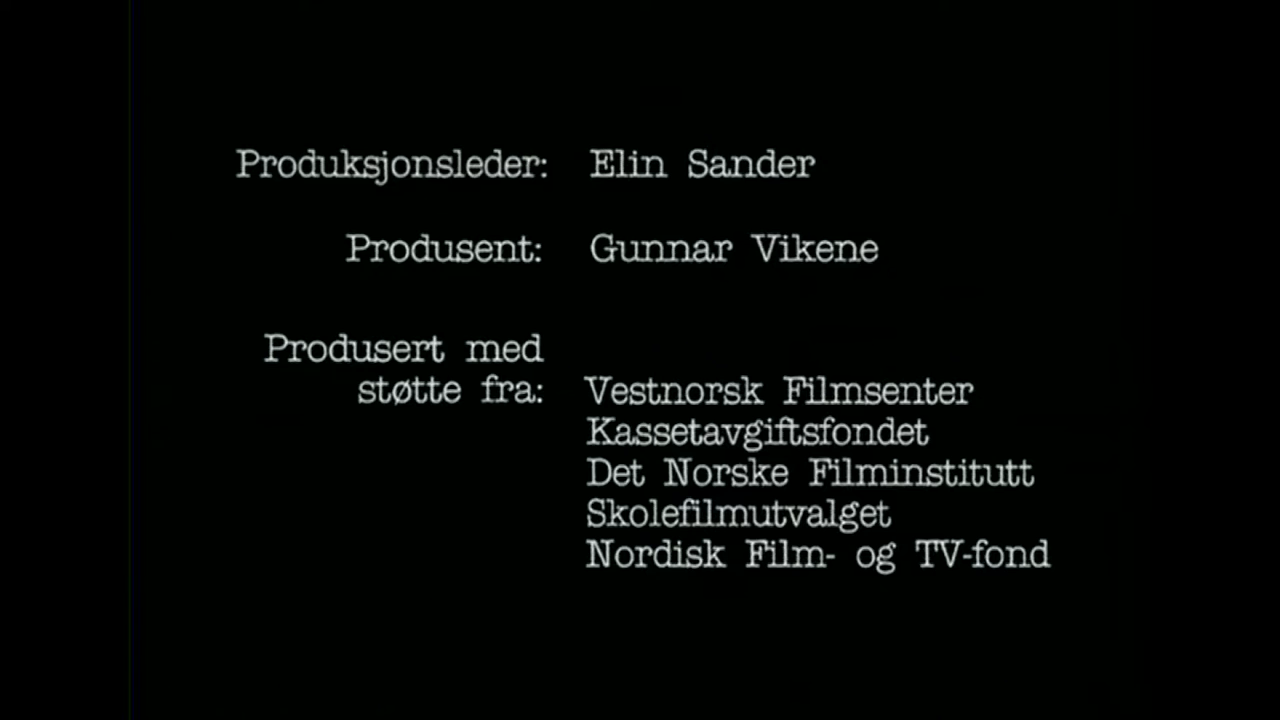 Produksjonsleder: Elin Sander
Produsent: Gunnar Vikene
Produsert med
støtte fra: Vestnorsk Filmsenter
Kassetavgiftsfondet
Det Norske Filminstitutt
Skolefilmutvalget
Nordisk Film- og TV-fond